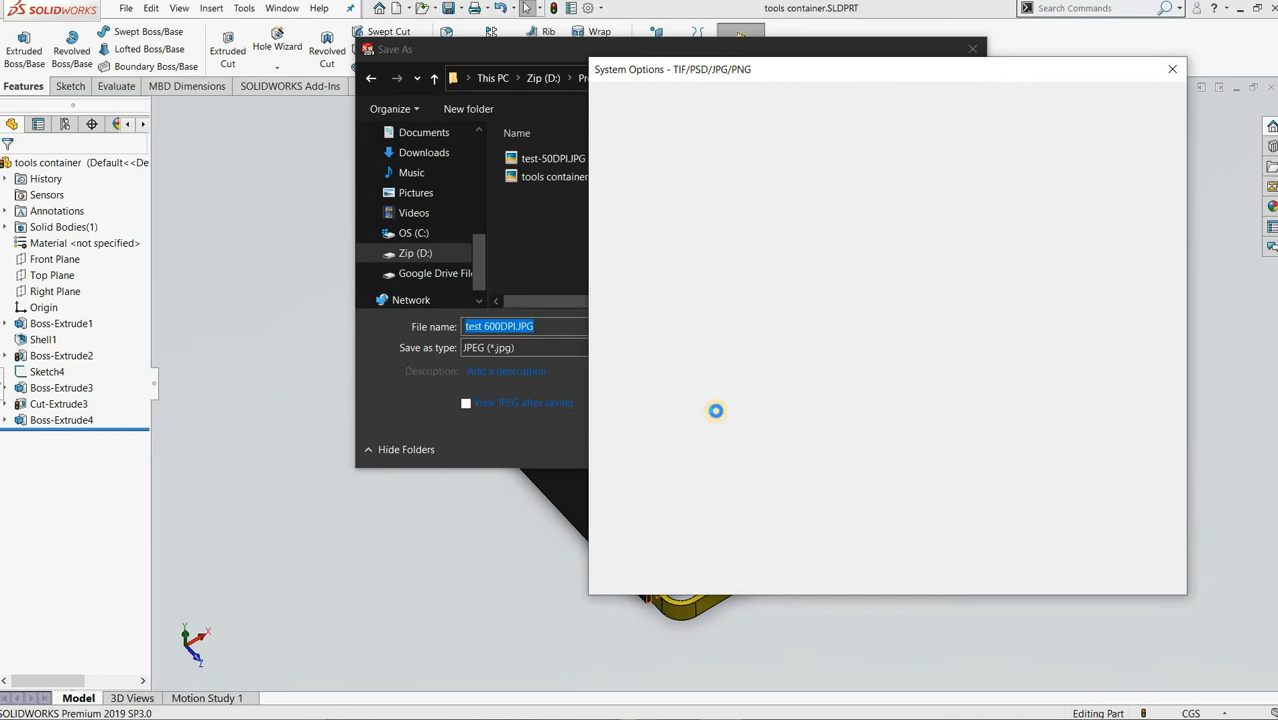 SOLIDWORKS
File
Edit
View
Insert
Tools
Window
Help
tools container.SLDPRT
Search Commands
?
Extruded
Boss/Base
Revolved
Boss/Base
Swept Boss/Base
Lofted Boss/Base
Boundary Boss/Base
Extruded
Cut
Hole Wizard
Revolved
Cut
Swept Cut
Rib
Wrap
Features
Sketch
Evaluate
MBD Dimensions
SOLIDWORKS Add-Ins
tools container (Default<<De
History
Sensors
Annotations
Solid Bodies(1)
Material <not specified>
Front Plane
Top Plane
Right Plane
Origin
Boss-Extrude1
Shell1
Boss-Extrude2
Sketch4
Boss-Extrude3
Cut-Extrude3
Boss-Extrude4
Save As
This PC
Zip (D:)
Organize
New folder
Documents
Downloads
Music
Pictures
Videos
OS (C:)
Zip (D:)
Google Drive Fil
Network
Name
test-50DPI.JPG
tools container
File name:
test 600DPI.JPG
Save as type:
JPEG (*.jpg)
Description:
Add a description
View JPEG after saving
Hide Folders
System Options - TIF/PSD/JPG/PNG
Y
X
Z
Model
3D Views
Motion Study 1
SOLIDWORKS Premium 2019 SP3.0
Editing Part
CGS